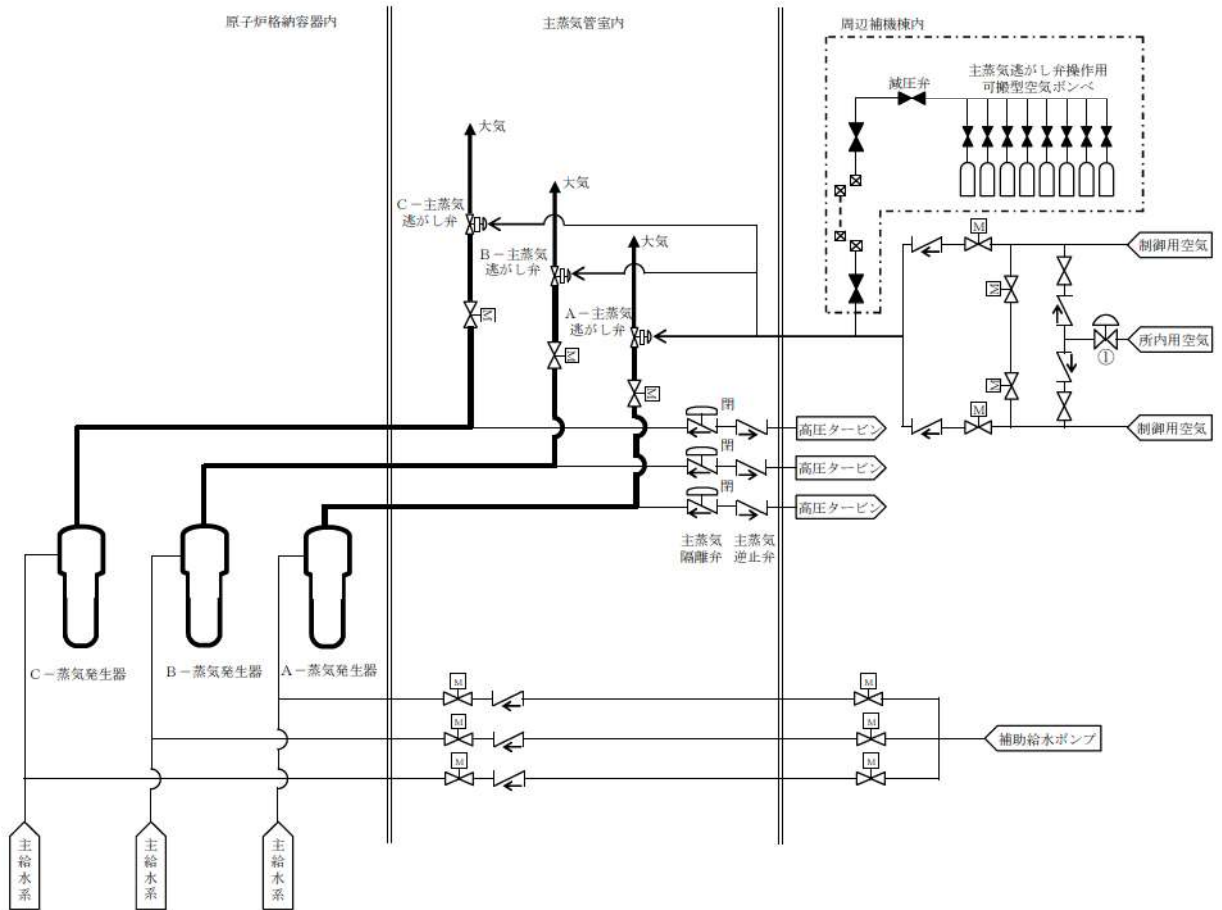 原子炉格納容器内
主蒸気管室内
周辺補機棟内
主蒸気逃がし弁操作用
可搬型空気ボンベ
減圧弁
大気
C－主蒸気
逃がし弁
大気
B－主蒸気
逃がし弁
大気
A－主蒸気
逃がし弁
M
M
M
M
制御用空気
M
M
所内用空気
①
M
制御用空気
閉
高圧タービン
閉
高圧タービン
閉
高圧タービン
主蒸気
隔離弁
主蒸気
逆止弁
C－蒸気発生器
B－蒸気発生器
A－蒸気発生器
M
M
M
M
M
M
補助給水ポンプ
主給水系
主給水系
主給水系